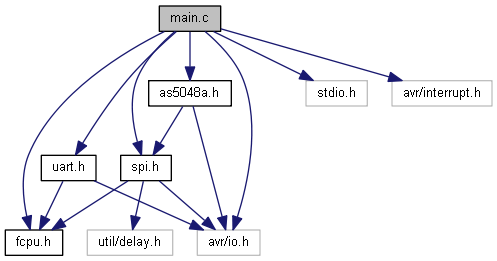 main.c
as5048a.h
stdio.h
avr/interrupt.h
uart.h
spi.h
fcpu.h
util/delay.h
avr/io.h